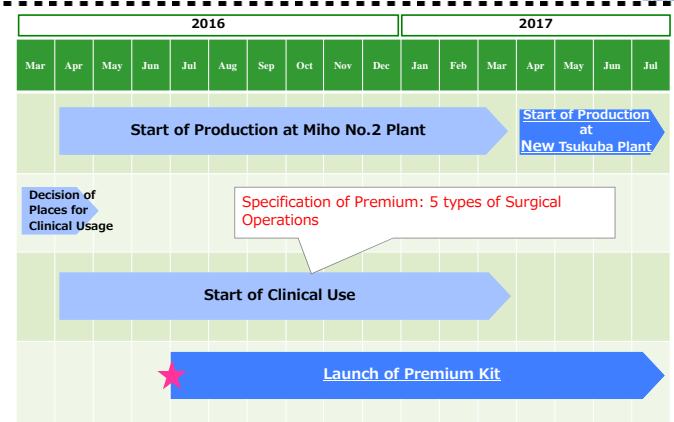 2016
2017
Mar Apr May Jun Jul Aug Sep Oct Nov Dec Jan Feb Mar Apr May Jun Jul
Start of Production at Miho No.2 Plant
Start of Production
at
New Tsukuba Plant
Decision of
Places for
Clinical Usage
Specification of Premium: 5 types of Surgical
Operations
Start of Clinical Use
Launch of Premium Kit